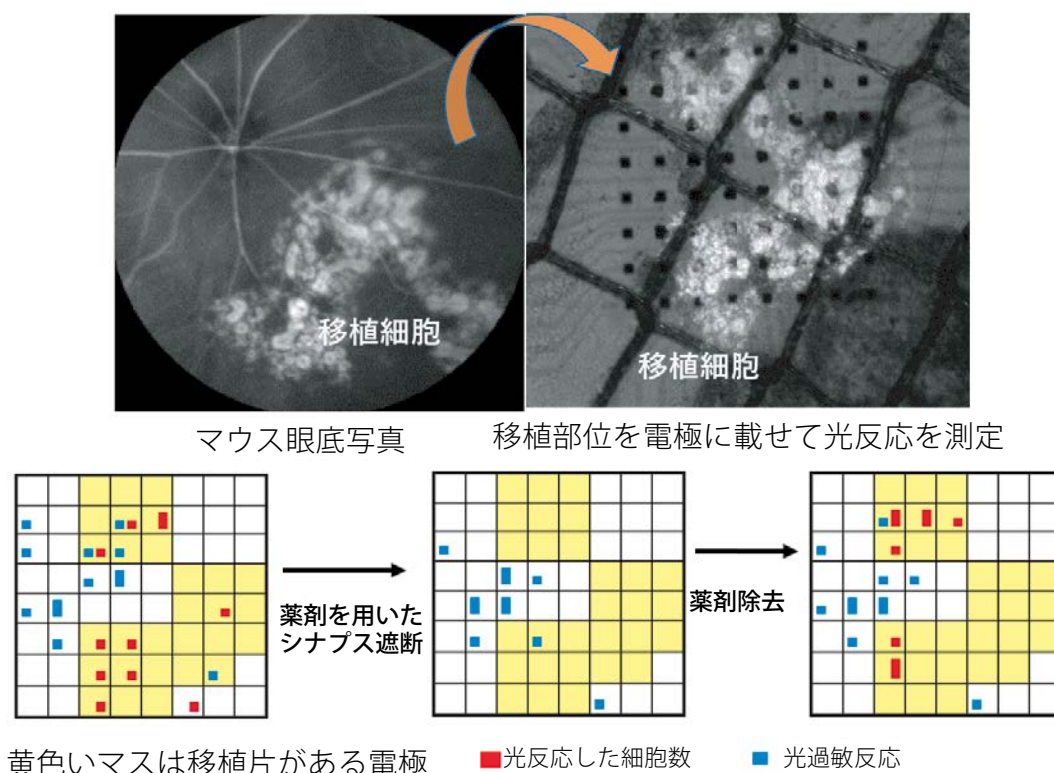 移植細胞
移植細胞
マウス眼底写真
移植部位を電極に載せて光反応を測定
薬剤を用いた
シナプス遮断
薬剤除去
黄色いマスは移植片がある電極
光反応した細胞数
光過敏反応